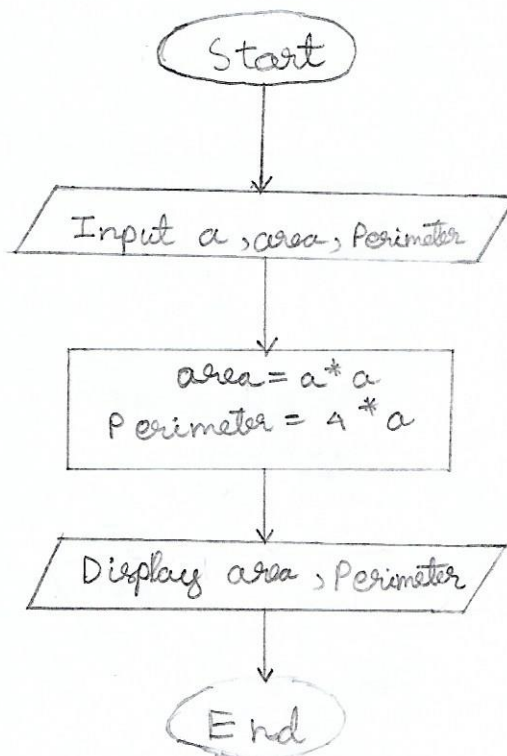 Start
Input a, area, Perimeter
area = a * a
Perimeter = 4 * a
Display area, Perimeter
End